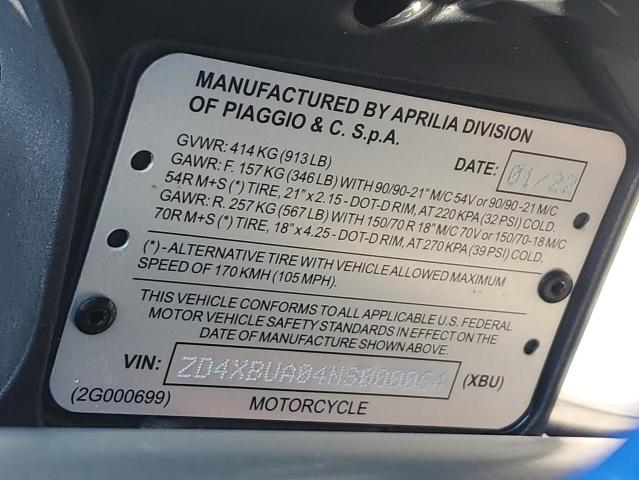 MANUFACTURED BY APRILIA DIVISION
OF PIAGGIO & C. S.p.A.
GVWR: 414 KG (913 LB) DATE: 01/22
GAWR: F. 157 KG (346 LB) WITH 90/90-21" M/C 54V or 90/90-21 M/C
54R M+S (*) TIRE, 21" x 2.15 - DOT-D RIM, AT 220 KPA (32 PSI) COLD.
GAWR: R. 257 KG (567 LB) WITH 150/70 R 18" M/C 70V or 150/70-18 M/C
70R M+S (*) TIRE, 18" x 4.25 - DOT-D RIM, AT 270 KPA (39 PSI) COLD.
(*) - ALTERNATIVE TIRE WITH VEHICLE ALLOWED MAXIMUM
SPEED OF 170 KMH (105 MPH).
THIS VEHICLE CONFORMS TO ALL APPLICABLE U.S. FEDERAL
MOTOR VEHICLE SAFETY STANDARDS IN EFFECT ON THE
DATE OF MANUFACTURE SHOWN ABOVE.
VIN: ZD4XBUA04NS000064 (XBU)
(2G000699) MOTORCYCLE